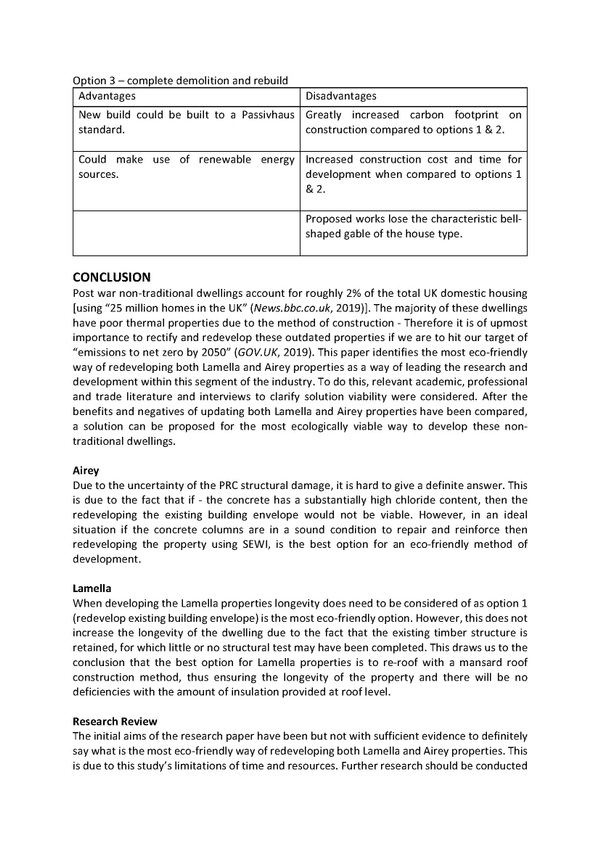 Option 3 – complete demolition and rebuild
Advantages
Disadvantages
New build could be built to a Passivhaus
standard.
Greatly increased carbon footprint on
construction compared to options 1 & 2.
Could make use of renewable energy
sources.
Increased construction cost and time for
development when compared to options 1
& 2.
Proposed works lose the characteristic bell-
shaped gable of the house type.
CONCLUSION
Post war non-traditional dwellings account for roughly 2% of the total UK domestic housing
[using “25 million homes in the UK” (News.bbc.co.uk, 2019)]. The majority of these dwellings
have poor thermal properties due to the method of construction - Therefore it is of upmost
importance to rectify and redevelop these outdated properties if we are to hit our target of
“emissions to net zero by 2050” (GOV.UK, 2019). This paper identifies the most eco-friendly
way of redeveloping both Lamella and Airey properties as a way of leading the research and
development within this segment of the industry. To do this, relevant academic, professional
and trade literature and interviews to clarify solution viability were considered. After the
benefits and negatives of updating both Lamella and Airey properties have been compared,
a solution can be proposed for the most ecologically viable way to develop these non-
traditional dwellings.
Airey
Due to the uncertainty of the PRC structural damage, it is hard to give a definite answer. This
is due to the fact that if - the concrete has a substantially high chloride content, then the
redeveloping the existing building envelope would not be viable. However, in an ideal
situation if the concrete columns are in a sound condition to repair and reinforce then
redeveloping the property using SEWI, is the best option for an eco-friendly method of
development.
Lamella
When developing the Lamella properties longevity does need to be considered of as option 1
(redevelop existing building envelope) is the most eco-friendly option. However, this does not
increase the longevity of the dwelling due to the fact that the existing timber structure is
retained, for which little or no structural test may have been completed. This draws us to the
conclusion that the best option for Lamella properties is to re-roof with a mansard roof
construction method, thus ensuring the longevity of the property and there will be no
deficiencies with the amount of insulation provided at roof level.
Research Review
The initial aims of the research paper have been but not with sufficient evidence to definitely
say what is the most eco-friendly way of redeveloping both Lamella and Airey properties. This
is due to this study’s limitations of time and resources. Further research should be conducted